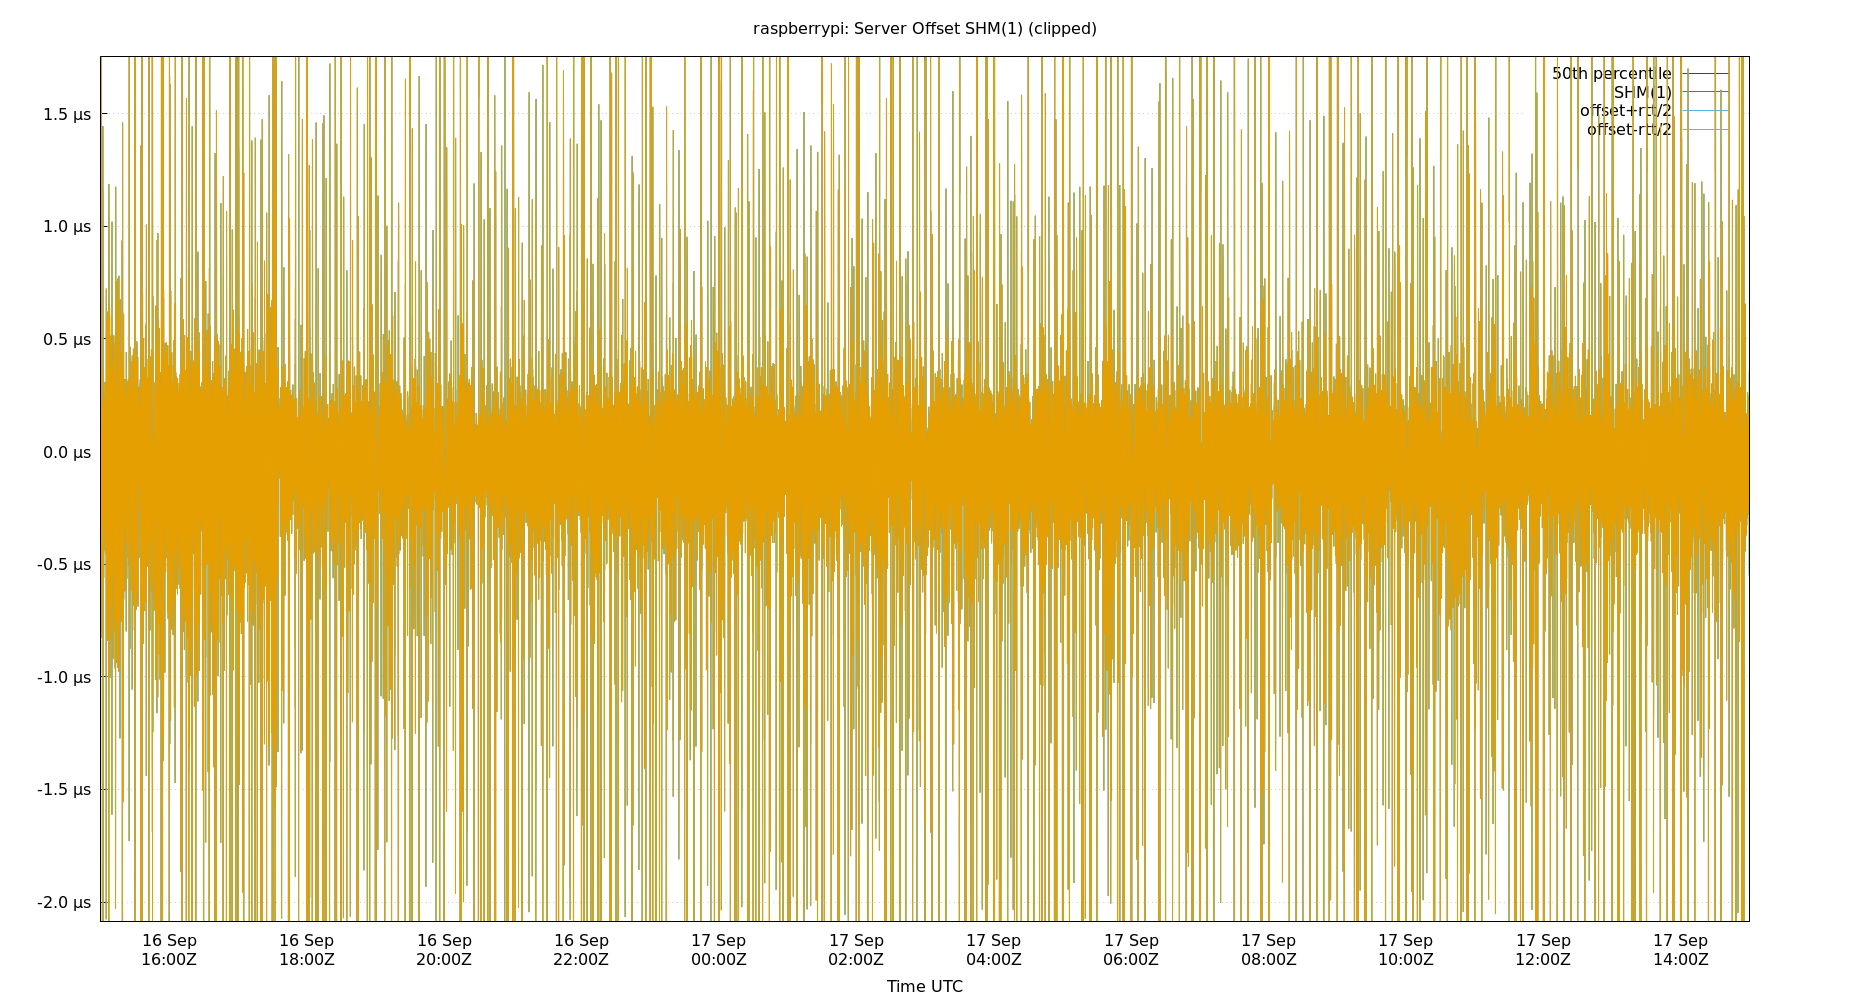 raspberrypi: Server Offset SHM(1) (clipped)
50th percentile
SHM(1)
offset+rtt/2
offset-rtt/2
1.5 µs
1.0 µs
0.5 µs
0.0 µs
-0.5 µs
-1.0 µs
-1.5 µs
-2.0 µs
16 Sep 16 Sep 16 Sep 16 Sep 17 Sep 17 Sep 17 Sep 17 Sep 17 Sep 17 Sep 17 Sep 17 Sep
16:00Z 18:00Z 20:00Z 22:00Z 00:00Z 02:00Z 04:00Z 06:00Z 08:00Z 10:00Z 12:00Z 14:00Z
Time UTC